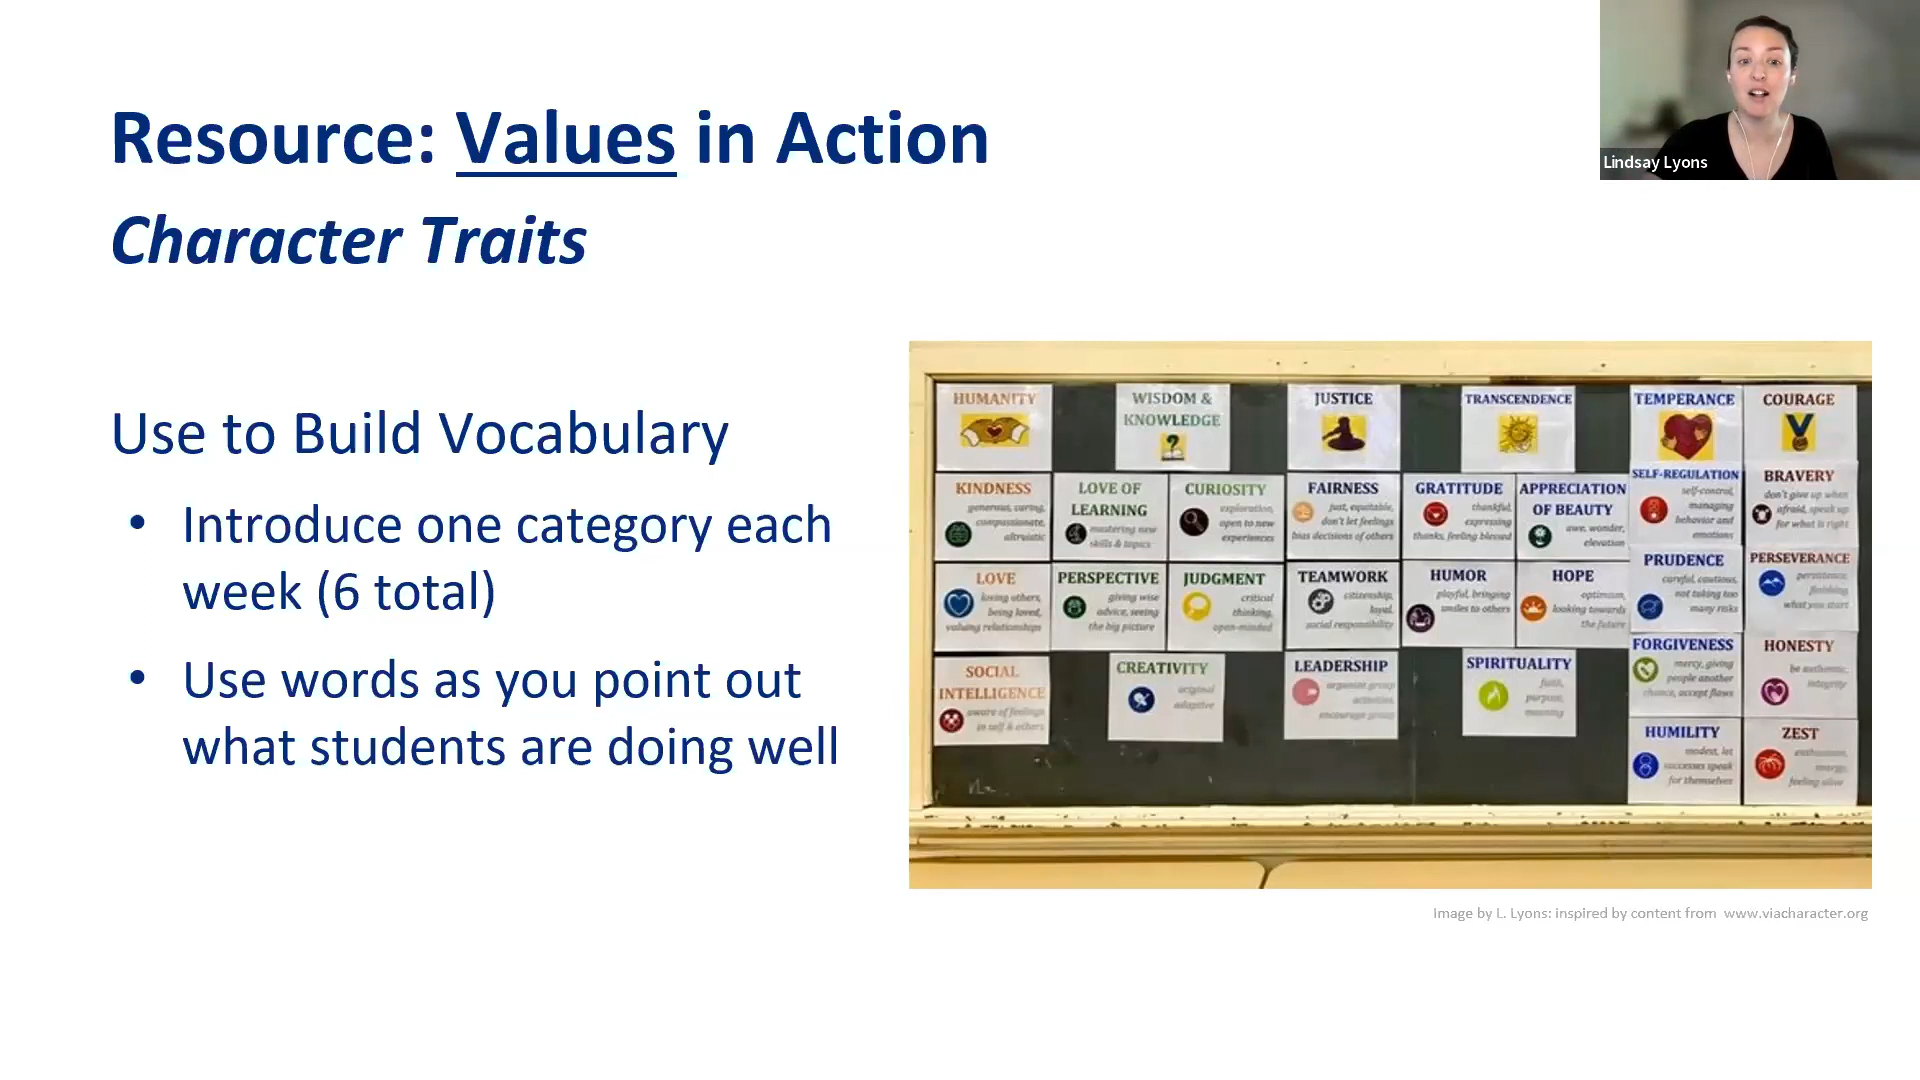 Resource: Values in Action
Character Traits
Lindsay Lyons
Use to Build Vocabulary
• Introduce one category each
week (6 total)
• Use words as you point out
what students are doing well
HUMANITY
WISDOM &
KNOWLEDGE
JUSTICE
TRANSCENDENCE
TEMPERANCE
COURAGE
KINDNESS
generous, caring,
compassionate,
altruistic
LOVE OF
LEARNING
mastering new
skills & topics
CURIOSITY
exploration,
open to new
experiences
FAIRNESS
just, equitable,
don't let feelings
bias decisions of others
GRATITUDE
thankful,
expressing
thanks, feeling blessed
APPRECIATION
OF BEAUTY
awe, wonder,
elevation
SELF-REGULATION
self-control,
managing
behavior and
emotions
BRAVERY
don't give up when
afraid, speak up
for what is right
LOVE
loving others,
being loved,
valuing relationships
PERSPECTIVE
giving wise
advice, seeing
the big picture
JUDGMENT
critical
thinking,
open-minded
TEAMWORK
citizenship,
loyal,
social responsibility
HUMOR
playful, bringing
smiles to others
HOPE
optimism,
looking towards
the future
PRUDENCE
careful, cautious,
not taking too
many risks
PERSEVERANCE
persistence,
finishing
what you start
SOCIAL
INTELLIGENCE
aware of feelings
in self & others
CREATIVITY
original
adaptive
LEADERSHIP
organize group
activities,
encourage group
SPIRITUALITY
faith,
purpose,
meaning
FORGIVENESS
mercy, giving
people another
chance, accept flaws
HONESTY
be authentic,
integrity
HUMILITY
modest, let
successes speak
for themselves
ZEST
enthusiasm,
energy,
feeling alive
Image by L. Lyons: inspired by content from www.viacharacter.org